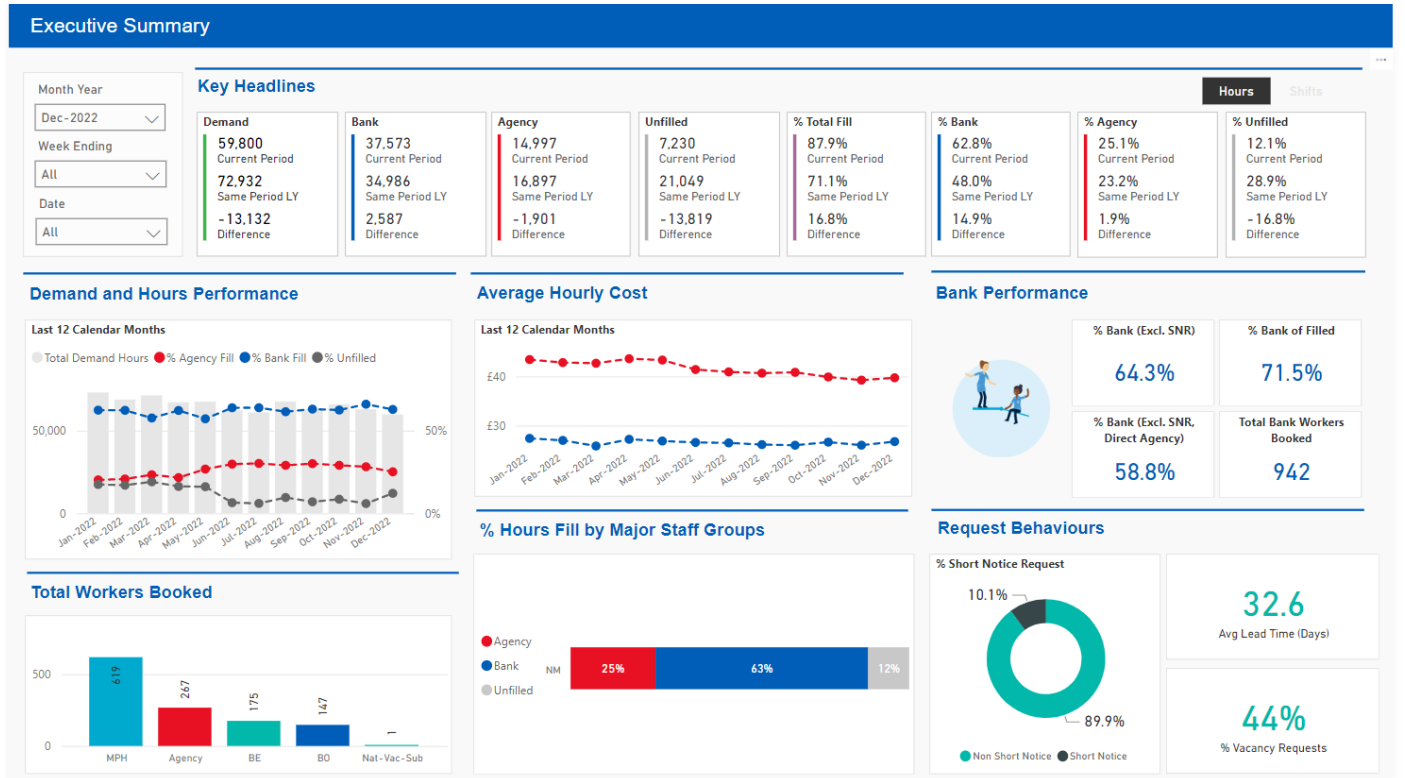 Executive Summary
Month Year
Dec-2022
Week Ending
All
Date
All
Key Headlines
Hours
Shifts
Demand
59,800
Current Period
72,932
Same Period LY
-13,132
Difference
Bank
37,573
Current Period
34,986
Same Period LY
2,587
Difference
Agency
14,997
Current Period
16,897
Same Period LY
-1,901
Difference
Unfilled
7,230
Current Period
21,049
Same Period LY
-13,819
Difference
% Total Fill
87.9%
Current Period
71.1%
Same Period LY
16.8%
Difference
% Bank
62.8%
Current Period
48.0%
Same Period LY
14.9%
Difference
% Agency
25.1%
Current Period
23.2%
Same Period LY
1.9%
Difference
% Unfilled
12.1%
Current Period
28.9%
Same Period LY
-16.8%
Difference
Demand and Hours Performance
Last 12 Calendar Months
Total Demand Hours % Agency Fill % Bank Fill % Unfilled
50,000 50%
0 0%
Jan-2022 Feb-2022 Mar-2022 Apr-2022 May-2022 Jun-2022 Jul-2022 Aug-2022 Sep-2022 Oct-2022 Nov-2022 Dec-2022
Average Hourly Cost
Last 12 Calendar Months
£40
£30
Jan-2022 Feb-2022 Mar-2022 Apr-2022 May-2022 Jun-2022 Jul-2022 Aug-2022 Sep-2022 Oct-2022 Nov-2022 Dec-2022
Bank Performance
% Bank (Excl. SNR)
64.3%
% Bank of Filled
71.5%
% Bank (Excl. SNR,
Direct Agency)
58.8%
Total Bank Workers
Booked
942
Total Workers Booked
500
0
619
267
175
147
1
MPH Agency BE BO Nat-Vac-Sub
% Hours Fill by Major Staff Groups
Agency
Bank
Unfilled
NM 25% 63% 12%
Request Behaviours
% Short Notice Request
10.1%
89.9%
Non Short Notice Short Notice
32.6
Avg Lead Time (Days)
44%
% Vacancy Requests